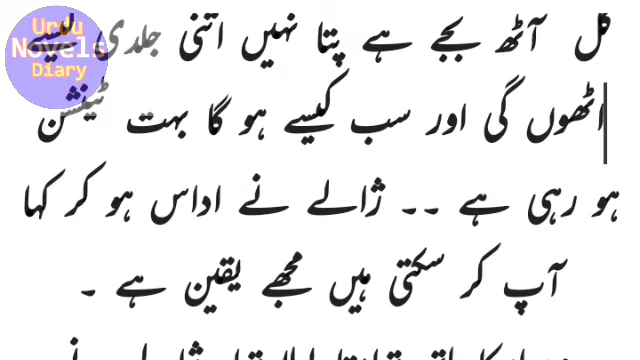 کل آٹھ بجے ہے پتا نہیں اتنی جلدی کیسے
اٹھوں گی اور سب کیسے ہو گا بہت ٹینشن
ہو رہی ہے ۔۔ ژالے نے اداس ہو کر کہا
آپ کر سکتی ہیں مجھے یقین ہے ۔
Urdu
Novels
Diary